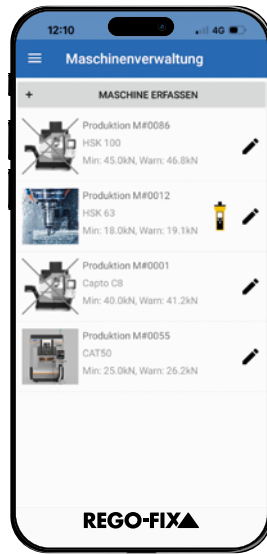 12:10
4G
Maschinenverwaltung
+ MASCHINE ERFASSEN
Produktion M#0086
HSK 100
Min: 45.0kN, Warn: 46.8kN
Produktion M#0012
HSK 63
Min: 18.0kN, Warn: 19.1kN
Produktion M#0001
Capto C8
Min: 40.0kN, Warn: 41.2kN
Produktion M#0055
CAT50
Min: 25.0kN, Warn: 26.2kN
REGO-FIX